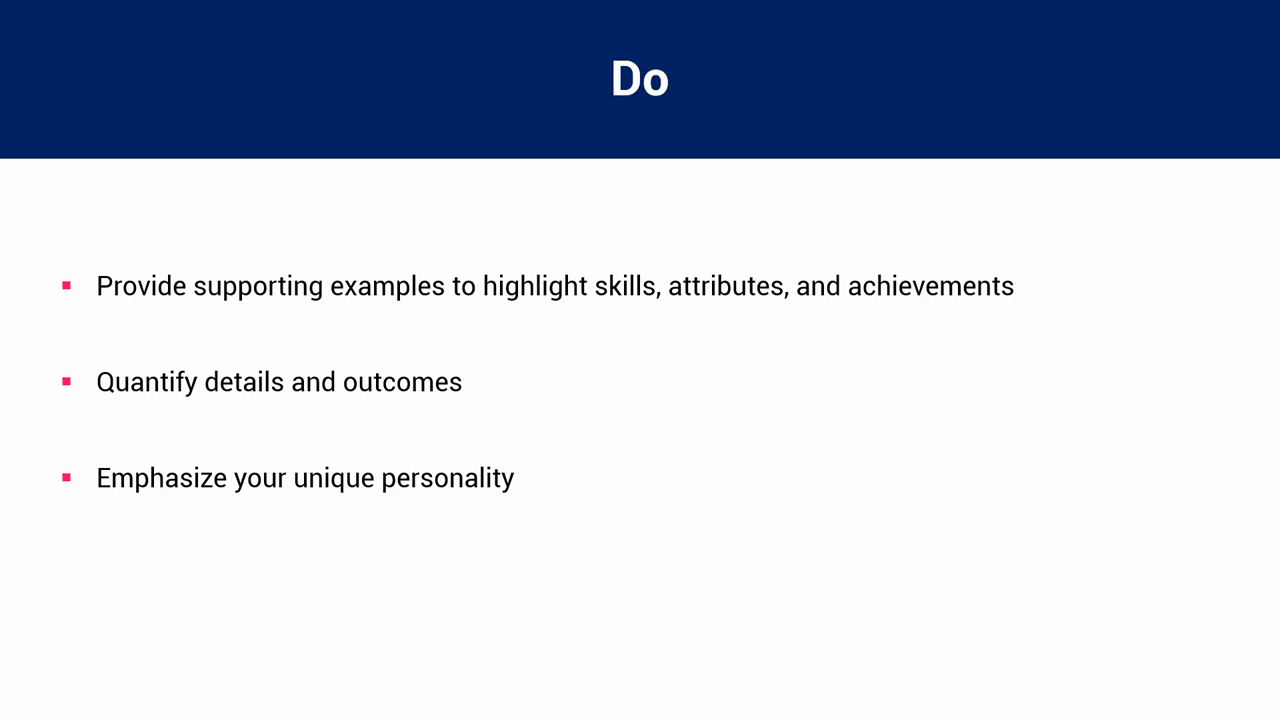 Do
Provide supporting examples to highlight skills, attributes, and achievements
Quantify details and outcomes
Emphasize your unique personality